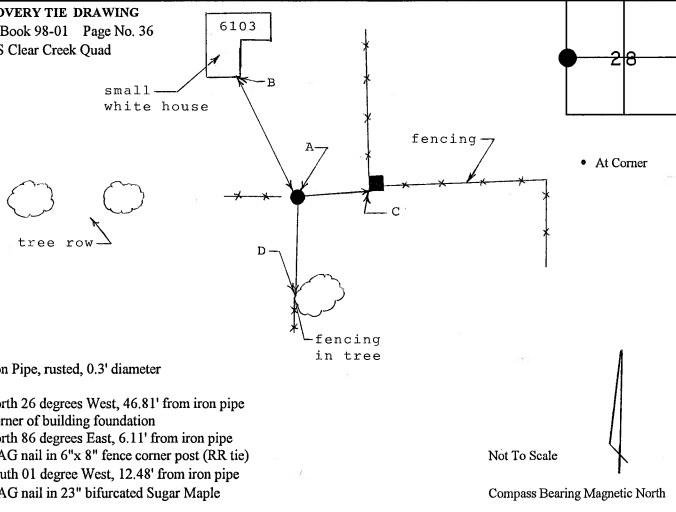 OVERY TIE DRAWING
Book 98-01 Page No. 36
S Clear Creek Quad
6103
28
small
white house
B
A
fencing
At Corner
C
tree row
D
fencing
in tree
n Pipe, rusted, 0.3' diameter
rth 26 degrees West, 46.81' from iron pipe
rner of building foundation
rth 86 degrees East, 6.11' from iron pipe
AG nail in 6"x 8" fence corner post (RR tie)
uth 01 degree West, 12.48' from iron pipe
AG nail in 23" bifurcated Sugar Maple
Not To Scale
Compass Bearing Magnetic North